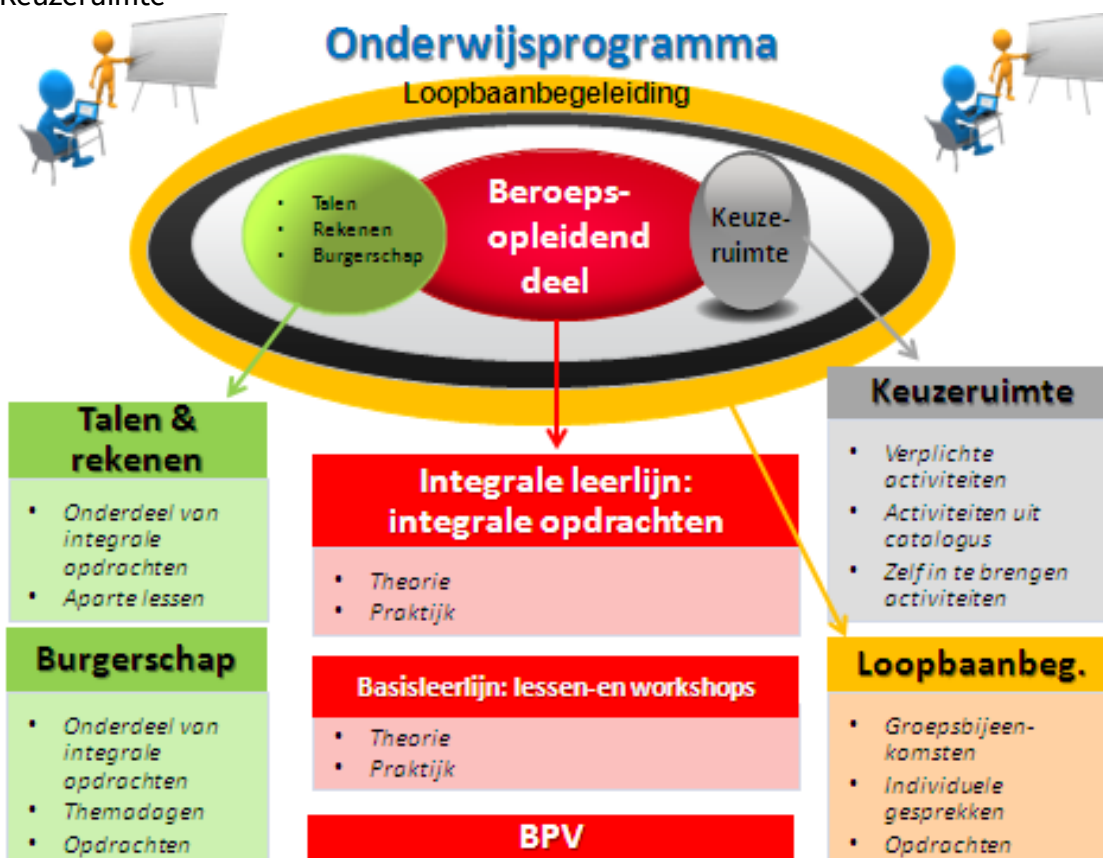 Keuzeruimte
Onderwijsprogramma
Loopbaanbegeleiding
• Talen
• Rekenen
• Burgerschap
Beroeps-
opleidend
deel
Keuze-
ruimte
Talen &
rekenen
• Onderdeel van
integrale
opdrachten
• Aparte lessen
Burgerschap
• Onderdeel van
integrale
opdrachten
• Themadagen
• Opdrachten
Integrale leerlijn:
integrale opdrachten
• Theorie
• Praktijk
Basisleerlijn: lessen-en workshops
• Theorie
• Praktijk
BPV
Keuzeruimte
• Verplichte
activiteiten
• Activiteiten uit
catalogus
• Zelf in te brengen
activiteiten
Loopbaanbeg.
• Groepsbijeen-
komsten
• Individuele
gesprekken
• Opdrachten